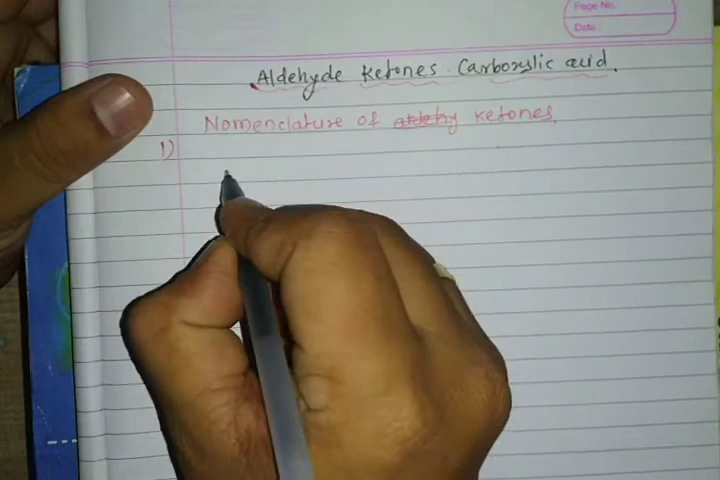 Page No.
Date :
Aldehyde Ketones. Carboxylic acid.
Nomenclature of aldehy ketones.
1)